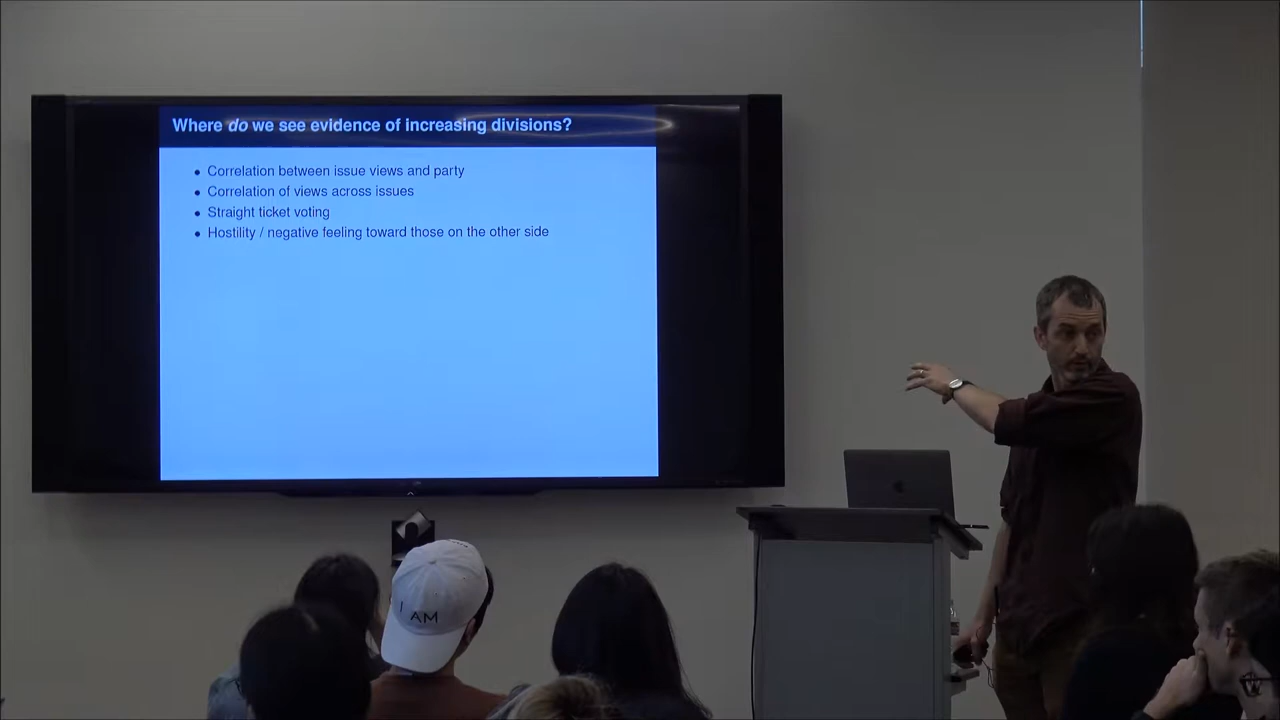 Where do we see evidence of increasing divisions?
• Correlation between issue views and party
• Correlation of views across issues
• Straight ticket voting
• Hostility / negative feeling toward those on the other side
I AM